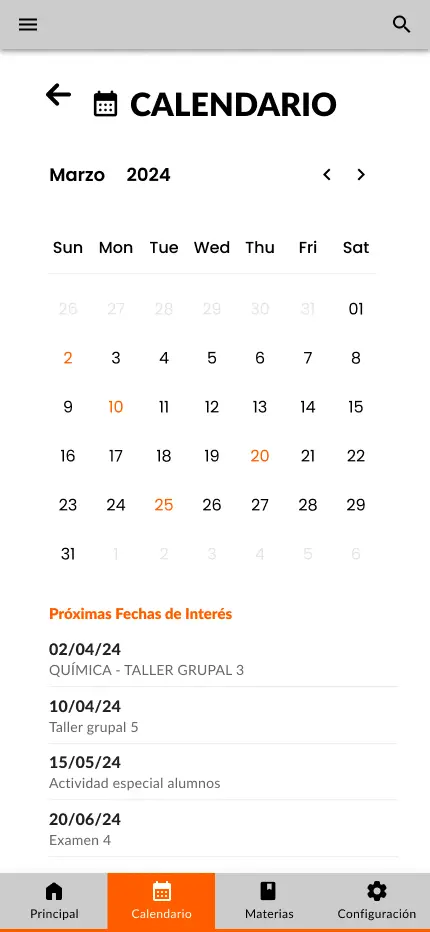 CALENDARIO
Marzo 2024
Sun Mon Tue Wed Thu Fri Sat
26 27 28 29 30 31 01
2 3 4 5 6 7 8
9 10 11 12 13 14 15
16 17 18 19 20 21 22
23 24 25 26 27 28 29
31 1 2 3 4 5 6
Próximas Fechas de Interés
02/04/24
QUÍMICA - TALLER GRUPAL 3
10/04/24
Taller grupal 5
15/05/24
Actividad especial alumnos
20/06/24
Examen 4
Principal Calendario Materias Configuración